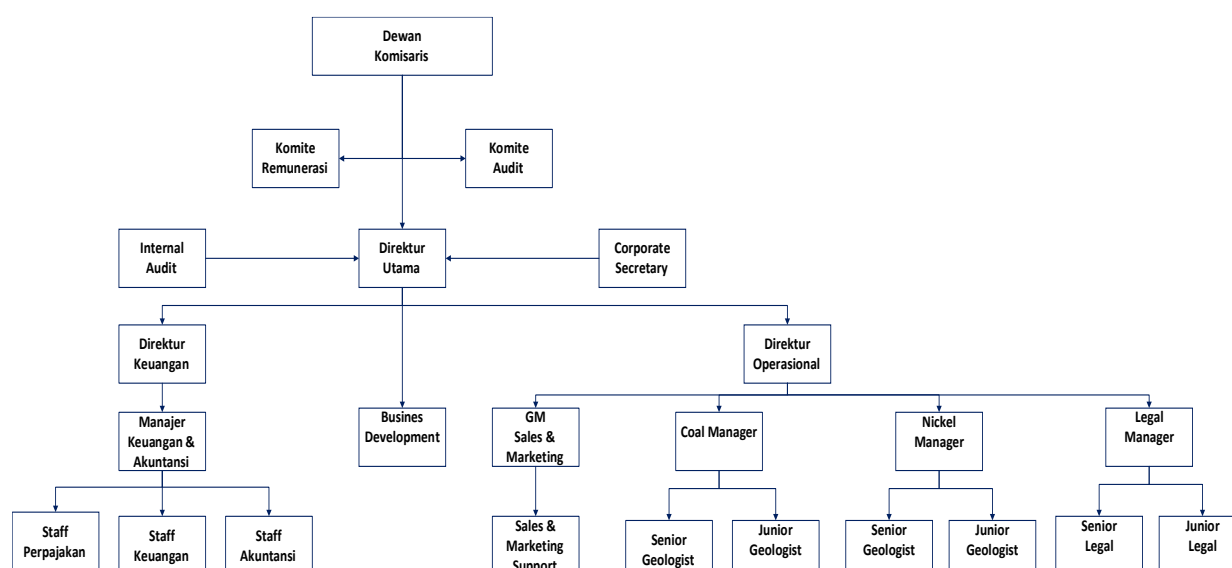 Dewan
Komisaris
Komite
Remunerasi
Komite
Audit
Internal
Audit
Direktur
Utama
Corporate
Secretary
Direktur
Keuangan
Direktur
Operasional
Manajer
Keuangan &
Akuntansi
Busines
Development
GM
Sales &
Marketing
Coal Manager
Nickel
Manager
Legal
Manager
Staff
Perpajakan
Staff
Keuangan
Staff
Akuntansi
Sales &
Marketing
Support
Senior
Geologist
Junior
Geologist
Senior
Geologist
Junior
Geologist
Senior
Legal
Junior
Legal